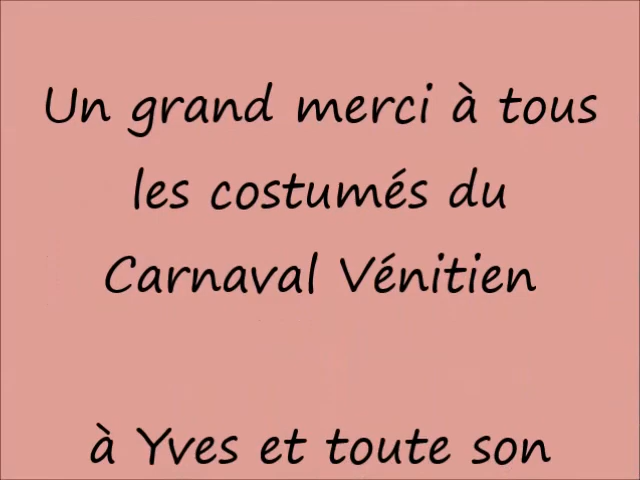 Un grand merci à tous
les costumés du
Carnaval Vénitien
à Yves et toute son